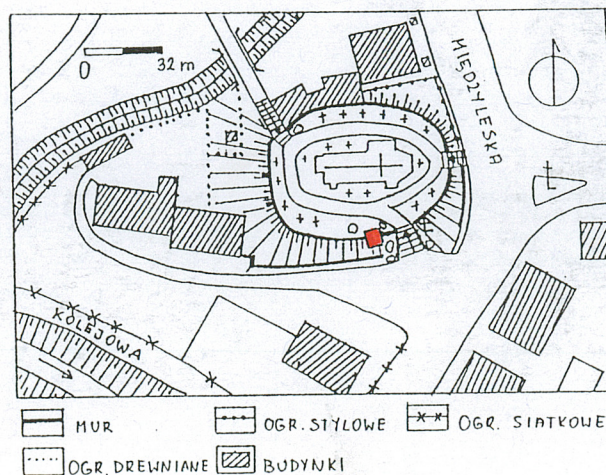 0 32 m
MIĘDZYLESKA
KOLEJOWA
MUR
OGR. STYLOWE
OGR. SIATKOWE
OGR. DREWNIANE
BUDYNKI